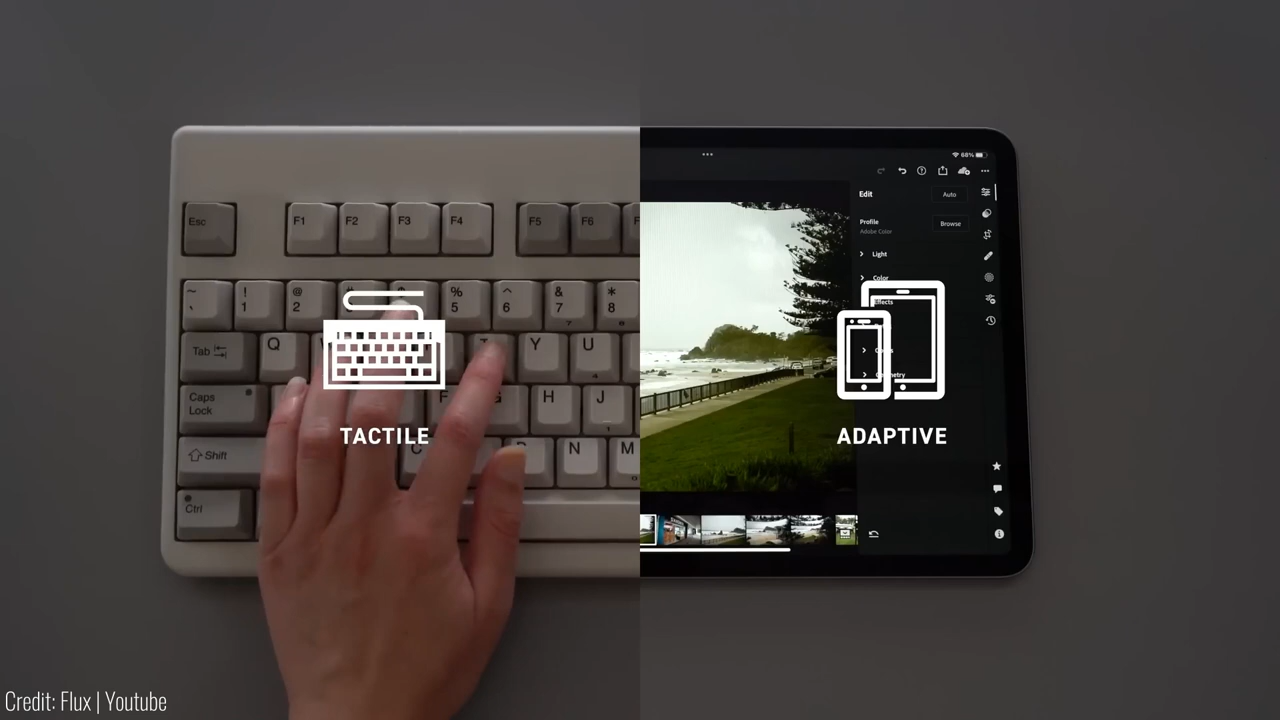 Esc
F1
F2
F3
F4
F5
F6
~
`
!
1
@
2
%
5
^
6
&
7
*
8
Tab
Q
Y
U
Caps
Lock
F
G
H
J
Shift
C
N
M
Ctrl
TACTILE
68%
Edit
Auto
Profile
Adobe Color
Browse
Light
Color
Effects
ADAPTIVE
Credit: Flux | Youtube